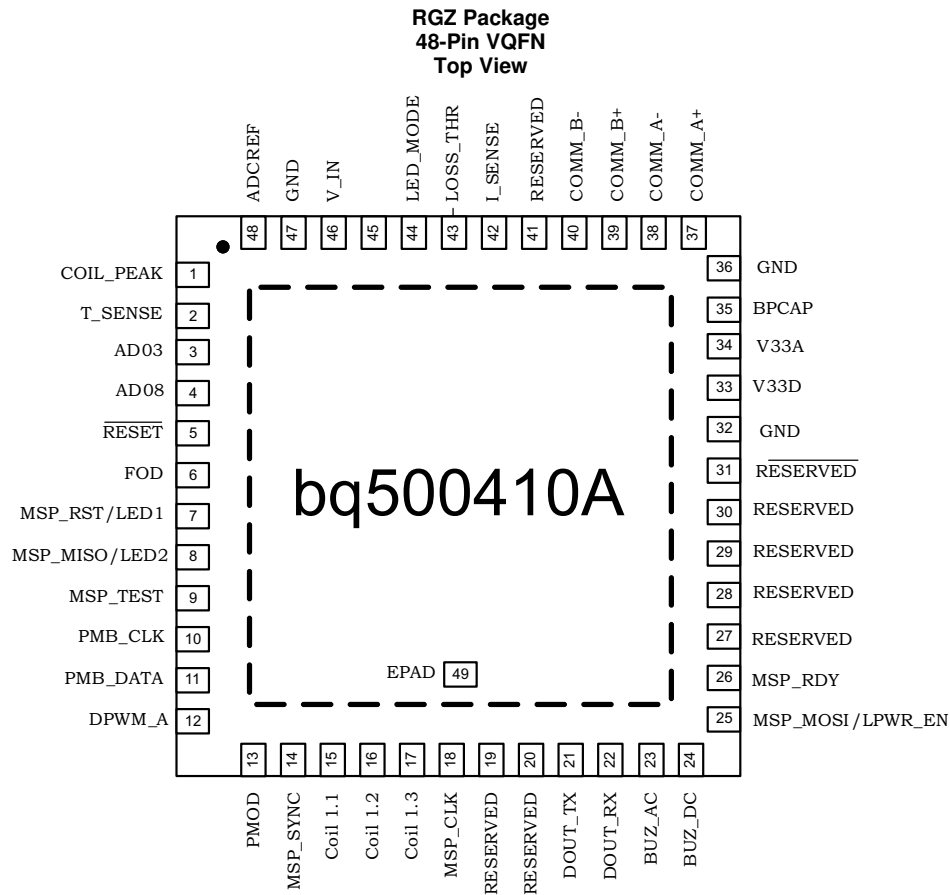 RGZ Package
48-Pin VQFN
Top View
ADCREF
GND
V_IN
LED_MODE
LOSS_THR
I_SENSE
RESERVED
COMM_B-
COMM_B+
COMM_A-
COMM_A+
48
47
46
45
44
43
42
41
40
39
38
37
COIL_PEAK 1
T_SENSE 2
AD03 3
AD08 4
RESET 5
FOD 6
MSP_RST/LED1 7
MSP_MISO/LED2 8
MSP_TEST 9
PMB_CLK 10
PMB_DATA 11
DPWM_A 12
bq500410A
EPAD 49
36 GND
35 BPCAP
34 V33A
33 V33D
32 GND
31 RESERVED
30 RESERVED
29 RESERVED
28 RESERVED
27 RESERVED
26 MSP_RDY
25 MSP_MOSI/LPWR_EN
13
14
15
16
17
18
19
20
21
22
23
24
PMOD
MSP_SYNC
Coil 1.1
Coil 1.2
Coil 1.3
MSP_CLK
RESERVED
RESERVED
DOUT_TX
DOUT_RX
BUZ_AC
BUZ_DC